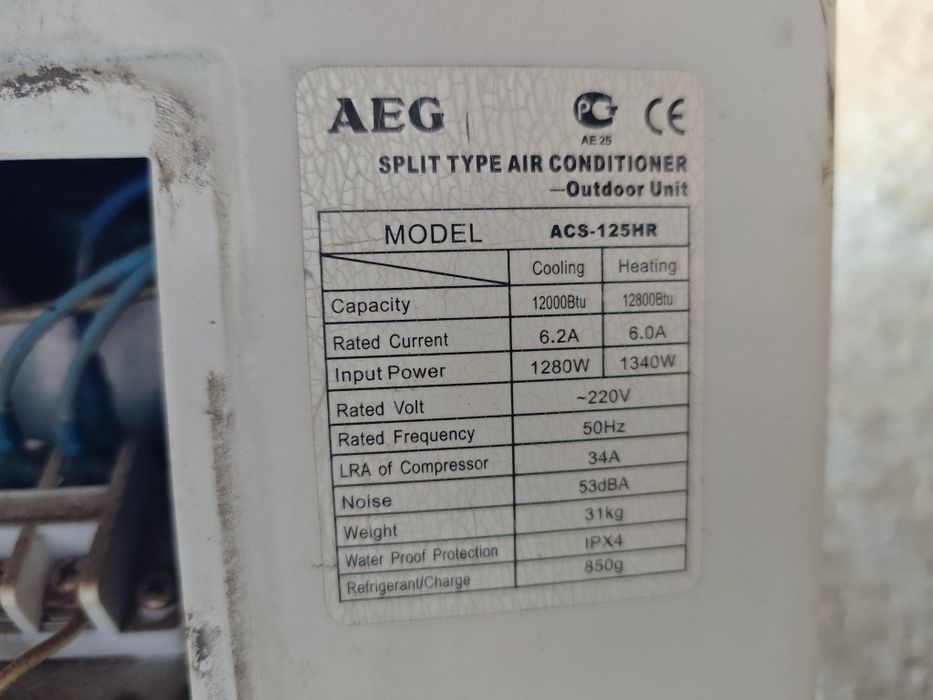 AEG
PG CE
AE 25
SPLIT TYPE AIR CONDITIONER
—Outdoor Unit
MODEL ACS-125HR
Cooling Heating
Capacity 12000Btu 12800Btu
Rated Current 6.2A 6.0A
Input Power 1280W 1340W
Rated Volt ~220V
Rated Frequency 50Hz
LRA of Compressor 34A
Noise 53dBA
Weight 31kg
Water Proof Protection IPX4
Refrigerant/Charge 850g